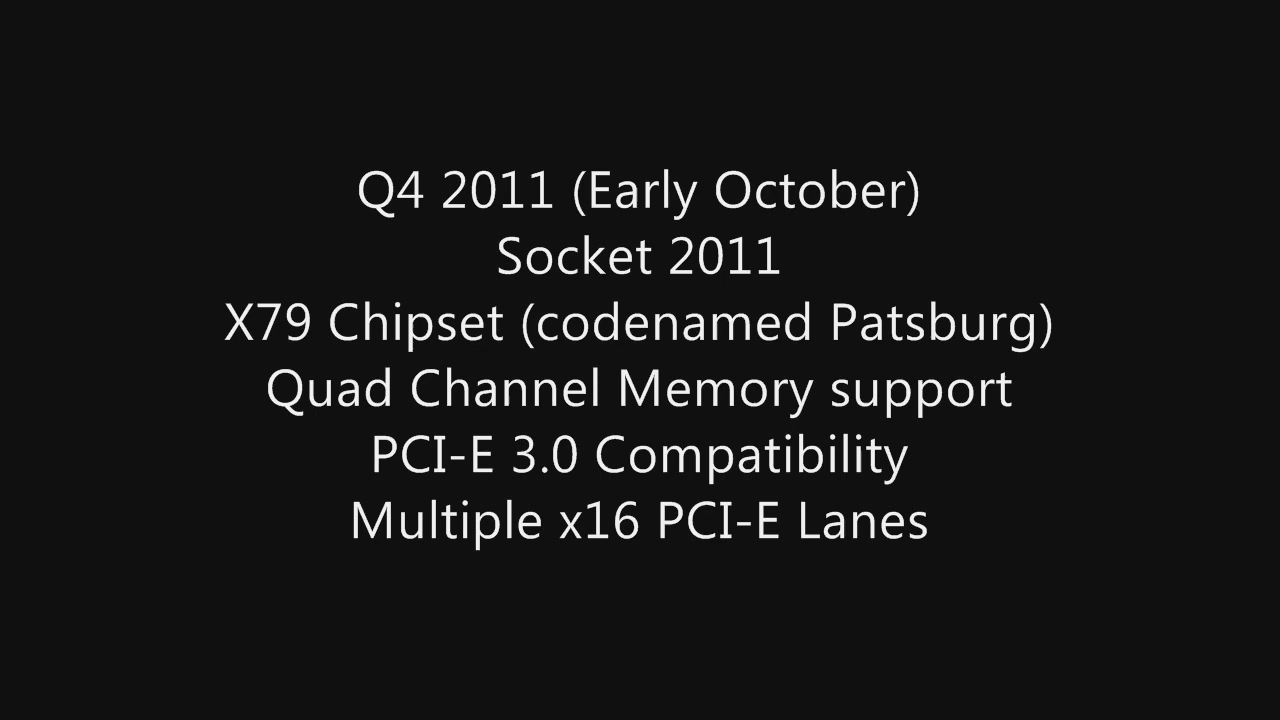 Q4 2011 (Early October)
Socket 2011
X79 Chipset (codenamed Patsburg)
Quad Channel Memory support
PCI-E 3.0 Compatibility
Multiple x16 PCI-E Lanes